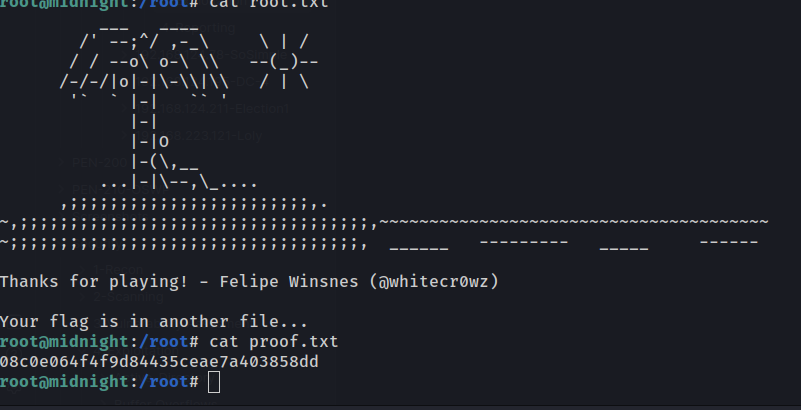 root@midnight:/root# cat root.txt
         ___   ____
        /' --;^/ ,-_\     \ | /
       / / --o\ o-\ \\   --(_)--
      /-/-/|o|-|\-\\|\\   / | \
       '`  ` |-|   `` '
             |-|
             |-|O
             |-(\,__
          ...|-|\--,\_....
      ,;;;;;;;;;;;;;;;;;;;;;;;;,.
~,;;;;;;;;;;;;;;;;;;;;;;;;;;;;;;;;;;;,~~~~~~~~~~~~~~~~~~~~~~~~~~~~~~~~~~~~~~~
~;;;;;;;;;;;;;;;;;;;;;;;;;;;;;;;;;;;,  ______   ---------   _____     ------
Thanks for playing! - Felipe Winsnes (@whitecr0wz)
Your flag is in another file...
root@midnight:/root# cat proof.txt
08c0e064f4f9d84435ceae7a403858dd
root@midnight:/root#